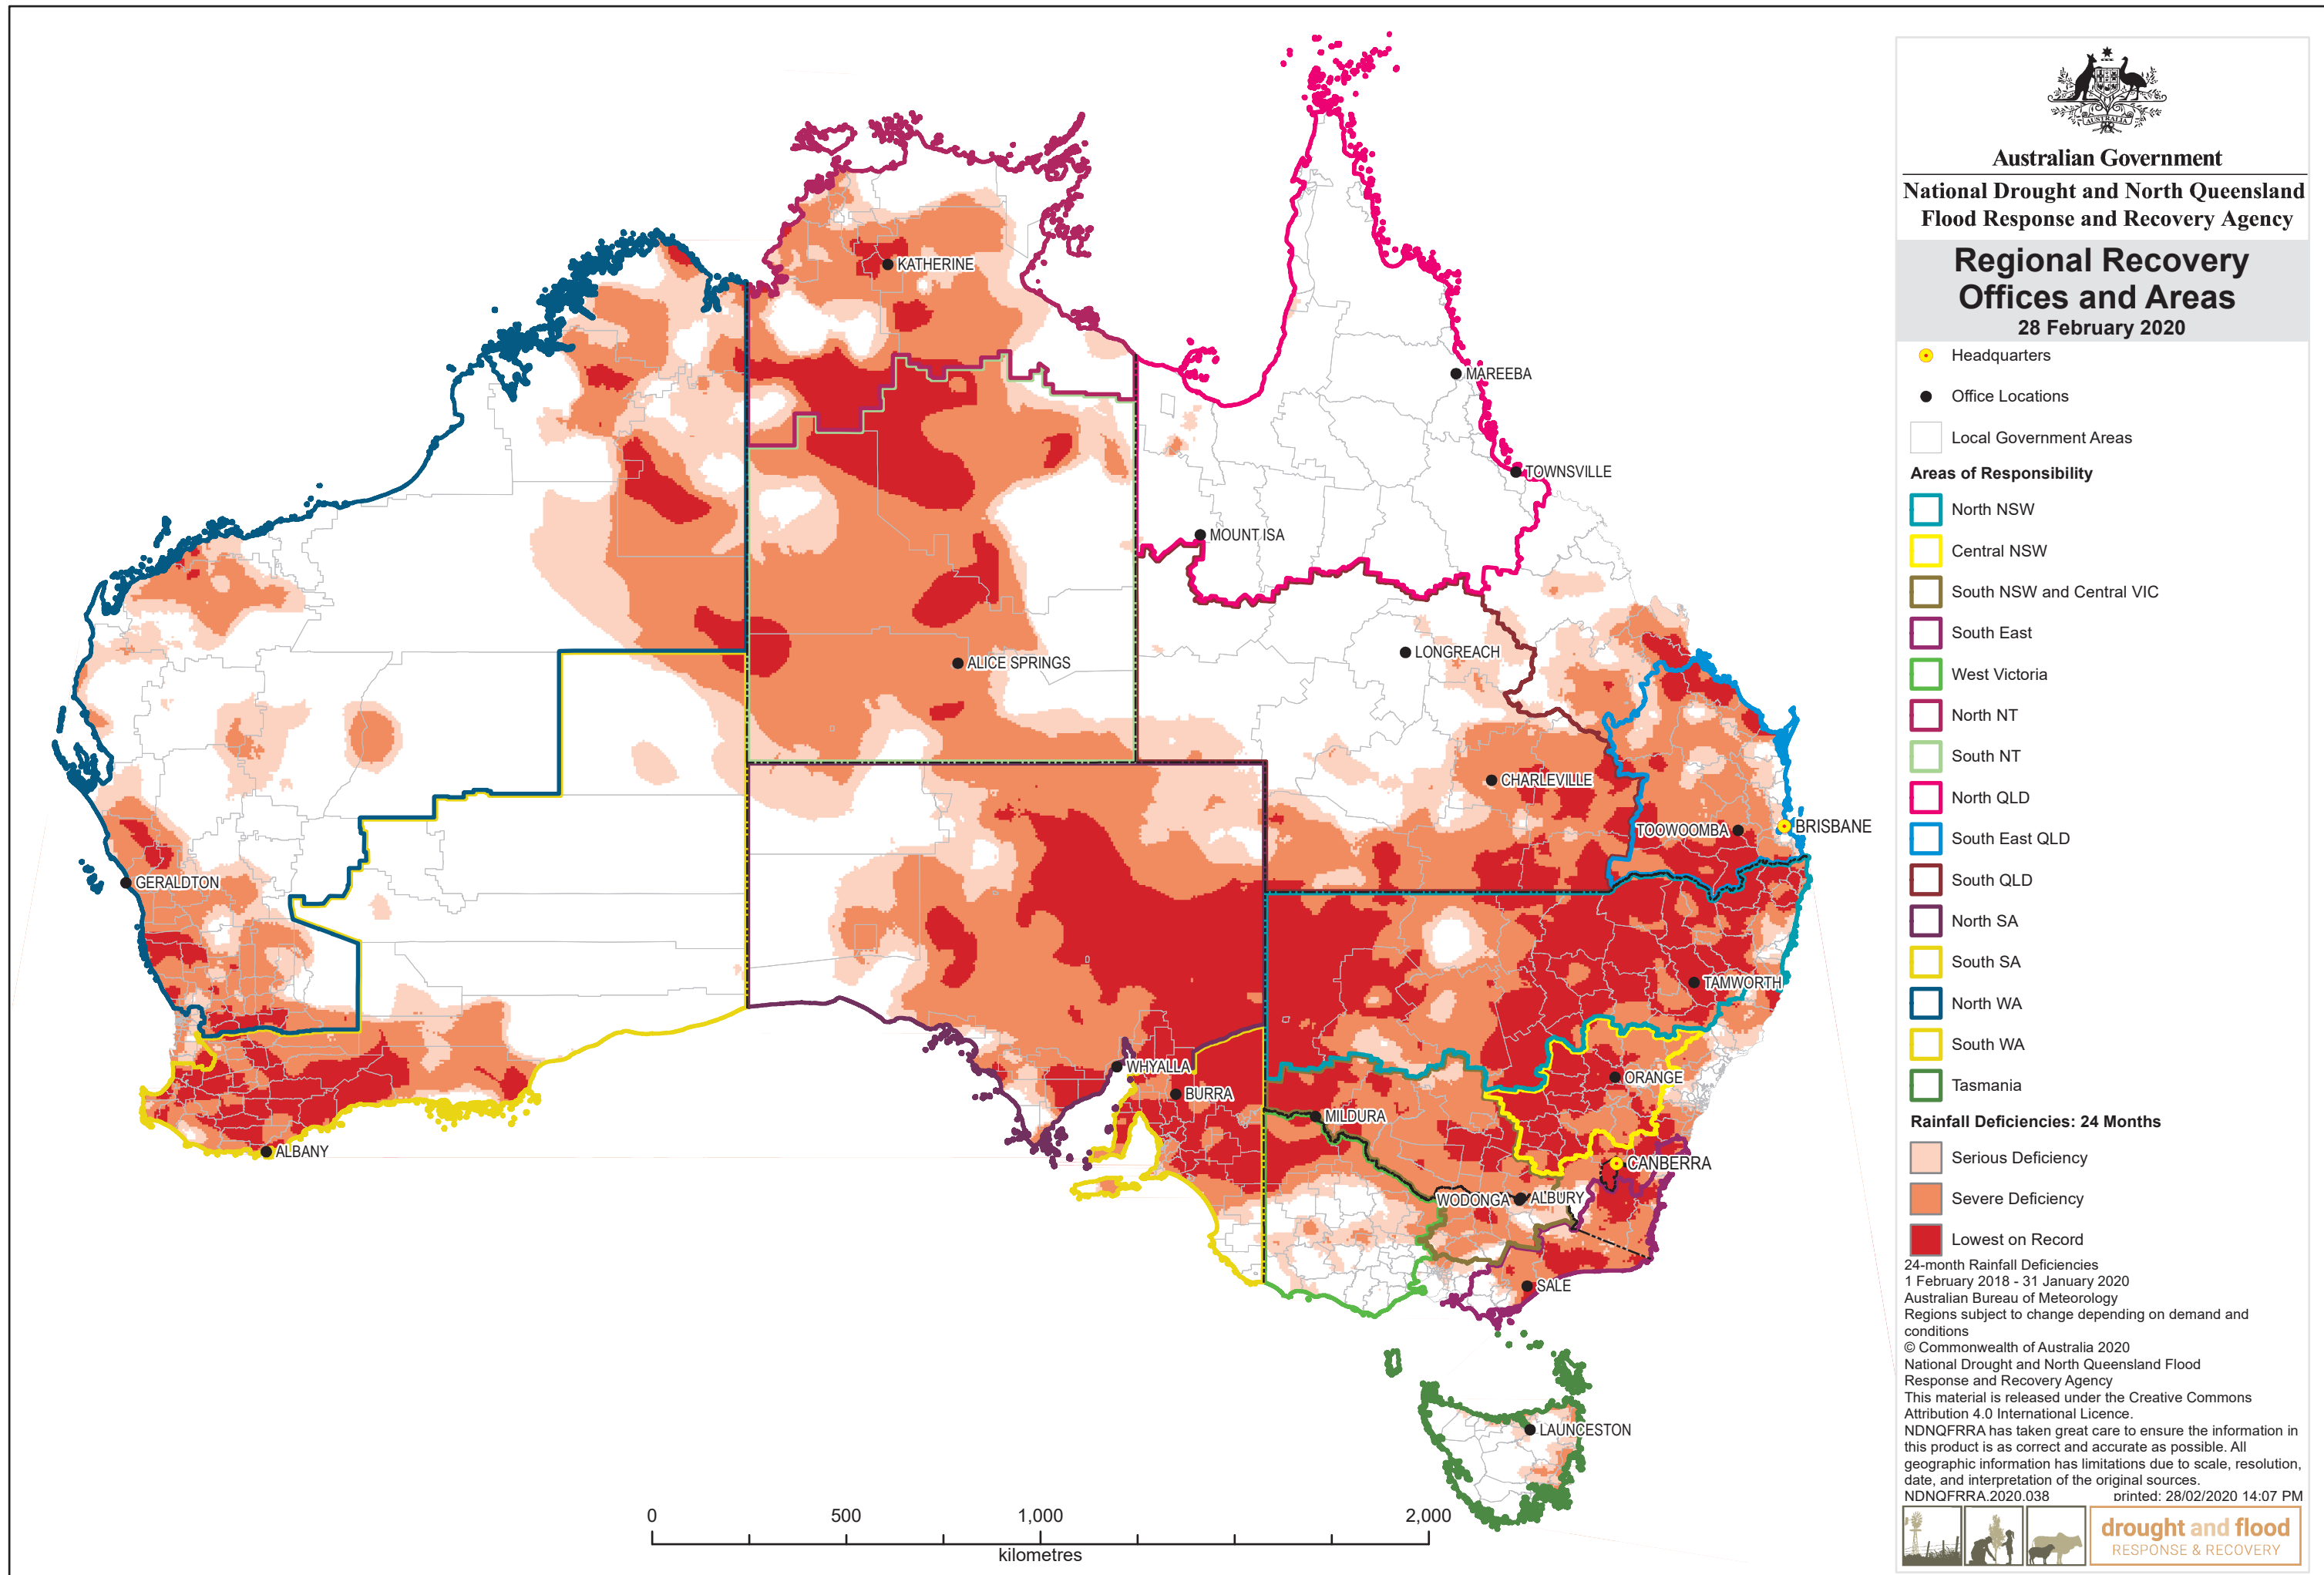 AUSTRALIA
Australian Government
National Drought and North Queensland
Flood Response and Recovery Agency
Regional Recovery
Offices and Areas
28 February 2020
Headquarters
Office Locations
Local Government Areas
Areas of Responsibility
North NSW
Central NSW
South NSW and Central VIC
South East
West Victoria
North NT
South NT
North QLD
South East QLD
South QLD
North SA
South SA
North WA
South WA
Tasmania
Rainfall Deficiencies: 24 Months
Serious Deficiency
Severe Deficiency
Lowest on Record
24-month Rainfall Deficiencies
1 February 2018 - 31 January 2020
Australian Bureau of Meteorology
Regions subject to change depending on demand and
conditions
© Commonwealth of Australia 2020
National Drought and North Queensland Flood
Response and Recovery Agency
This material is released under the Creative Commons
Attribution 4.0 International Licence.
NDNQFRRA has taken great care to ensure the information in
this product is as correct and accurate as possible. All
geographic information has limitations due to scale, resolution,
date, and interpretation of the original sources.
NDNQFRRA.2020.038 printed: 28/02/2020 14:07 PM
drought and flood
RESPONSE & RECOVERY
KATHERINE
MAREEBA
TOWNSVILLE
MOUNT ISA
LONGREACH
ALICE SPRINGS
CHARLEVILLE
TOOWOOMBA
BRISBANE
GERALDTON
TAMWORTH
WHYALLA
ORANGE
BURRA
MILDURA
ALBANY
CANBERRA
WODONGA
ALBURY
SALE
LAUNCESTON
0 500 1,000 2,000
kilometres